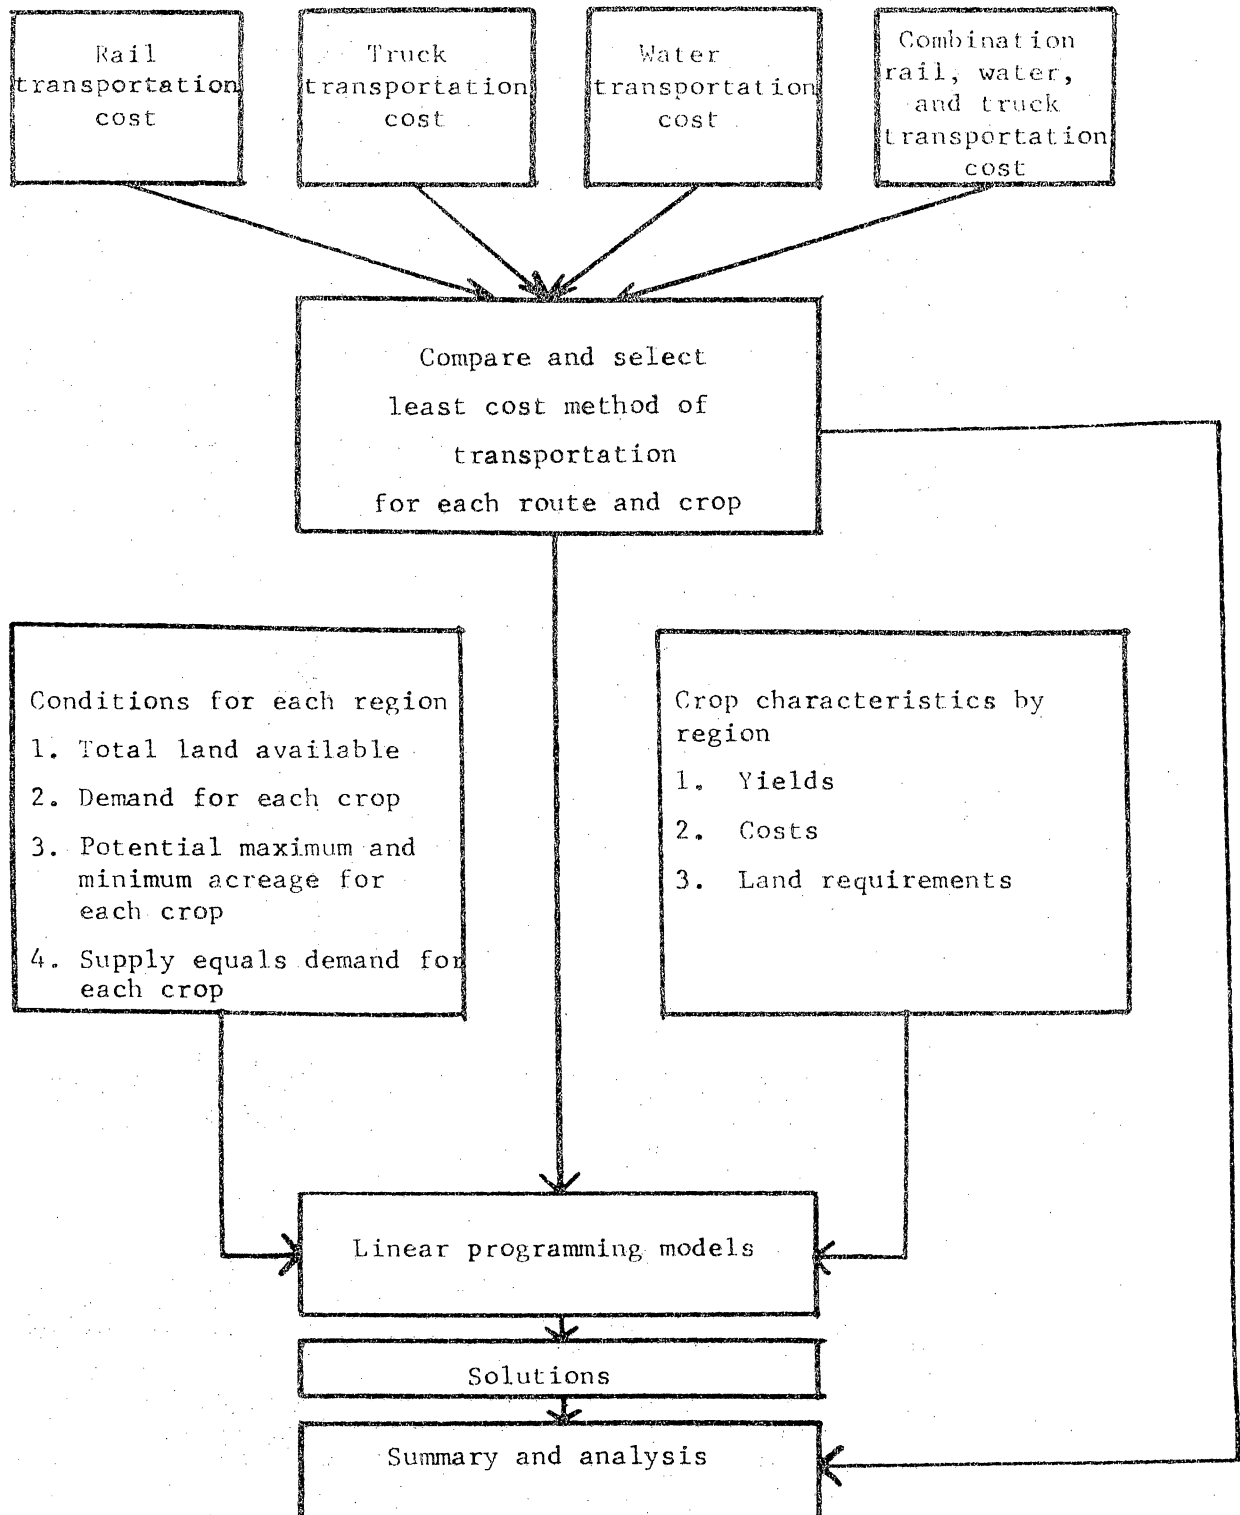 Rail
transportation
cost
Truck
transportation
cost
Water
transportation
cost
Combination
rail, water,
and truck
transportation
cost
Compare and select
least cost method of
transportation
for each route and crop
Conditions for each region
1. Total land available
2. Demand for each crop
3. Potential maximum and
minimum acreage for
each crop
4. Supply equals demand for
each crop
Crop characteristics by
region
1. Yields
2. Costs
3. Land requirements
Linear programming models
Solutions
Summary and analysis